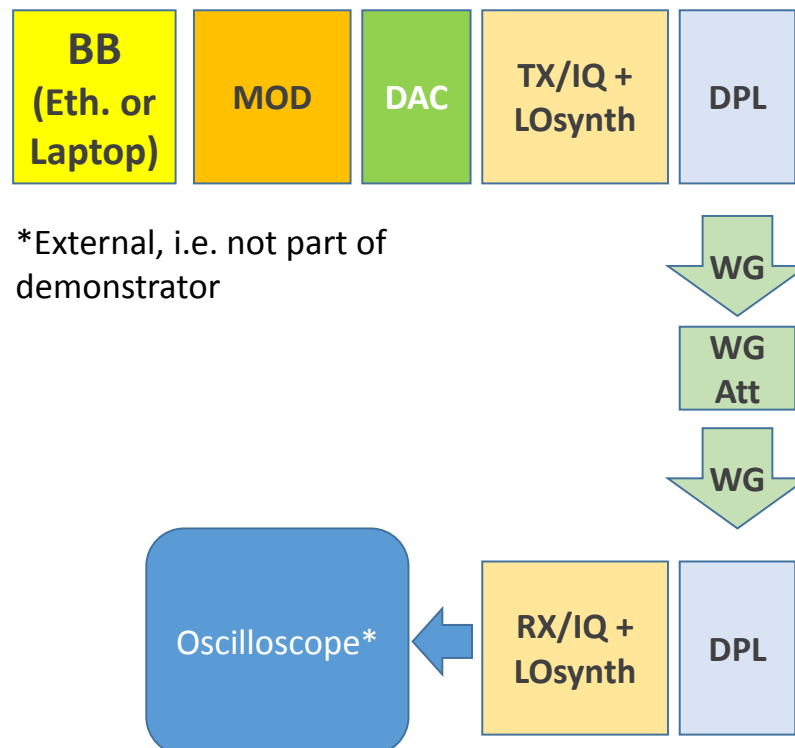 BB
(Eth. or
Laptop)
MOD
DAC
TX/IQ +
LOsynth
DPL
*External, i.e. not part of
demonstrator
WG
WG
Att
WG
Oscilloscope*
RX/IQ +
LOsynth
DPL